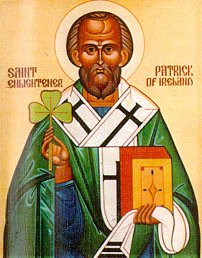 SAINT
ENLIGHTENER
PATRICK
OF IRELAND